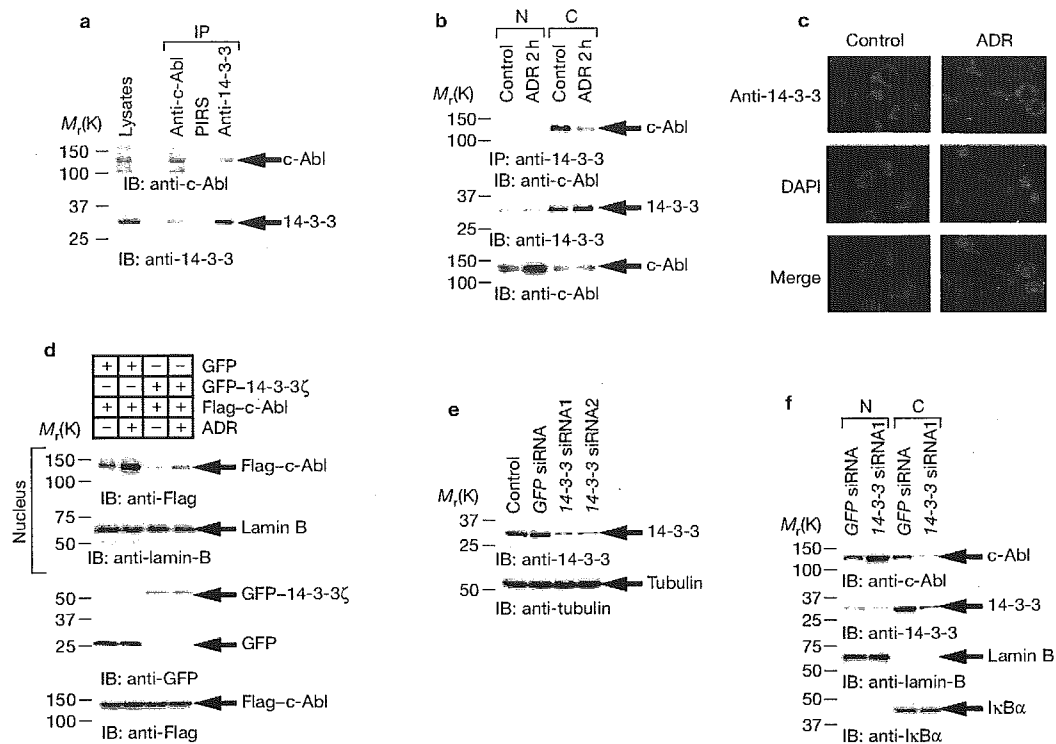 a
IP
Lysates
Anti-c-Abl
PIRS
Anti-14-3-3
Mr(K)
150
100
c-Abl
IB: anti-c-Abl
37
25
14-3-3
IB: anti-14-3-3
b
N
C
Control
ADR 2 h
Control
ADR 2 h
Mr(K)
150
100
c-Abl
IP: anti-14-3-3
IB: anti-c-Abl
37
25
14-3-3
IB: anti-14-3-3
150
100
c-Abl
IB: anti-c-Abl
c
Control
ADR
Anti-14-3-3
DAPI
Merge
d
+ + – – GFP
– – + + GFP–14-3-3ζ
+ + + + Flag–c-Abl
– + – + ADR
Mr(K)
Nucleus
150
100
Flag–c-Abl
IB: anti-Flag
75
50
Lamin B
IB: anti-lamin-B
50
37
25
GFP–14-3-3ζ
GFP
IB: anti-GFP
150
100
Flag–c-Abl
IB: anti-Flag
e
Control
GFP siRNA
14-3-3 siRNA1
14-3-3 siRNA2
Mr(K)
37
25
14-3-3
IB: anti-14-3-3
50
Tubulin
IB: anti-tubulin
f
N
C
GFP siRNA
14-3-3 siRNA1
GFP siRNA
14-3-3 siRNA1
Mr(K)
150
100
c-Abl
IB: anti-c-Abl
37
25
14-3-3
IB: anti-14-3-3
75
50
Lamin B
IB: anti-lamin-B
50
37
IκBα
IB: anti-IκBα